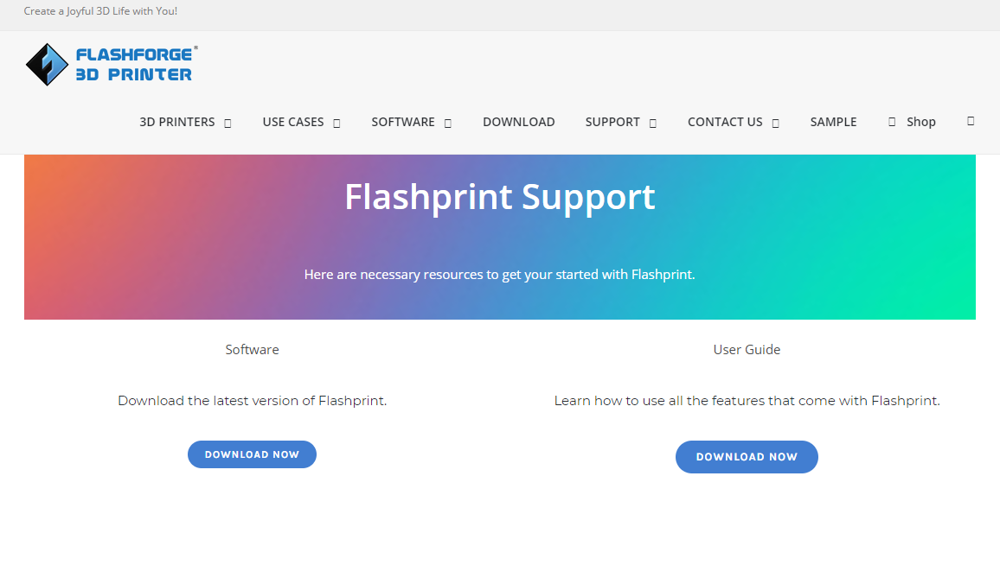 Create a Joyful 3D Life with You!
FLASHFORGE®
3D PRINTER
3D PRINTERS USE CASES SOFTWARE DOWNLOAD SUPPORT CONTACT US SAMPLE Shop
Flashprint Support
Here are necessary resources to get your started with Flashprint.
Software
User Guide
Download the latest version of Flashprint.
Learn how to use all the features that come with Flashprint.
DOWNLOAD NOW
DOWNLOAD NOW